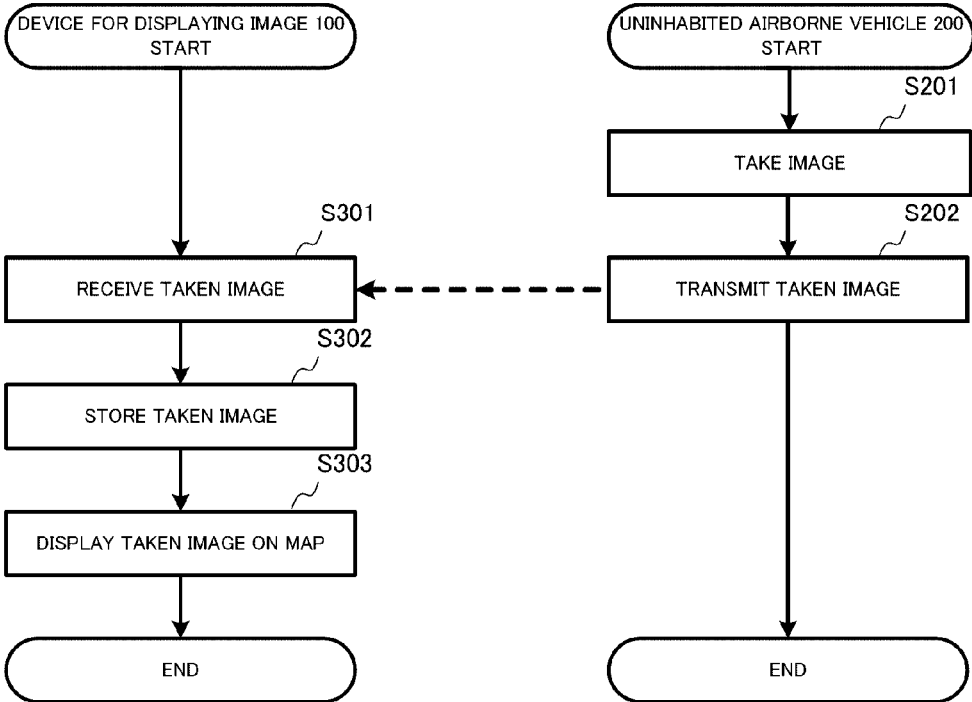 DEVICE FOR DISPLAYING IMAGE 100
START
UNINHABITED AIRBORNE VEHICLE 200
START
S201
TAKE IMAGE
S301
S202
RECEIVE TAKEN IMAGE
TRANSMIT TAKEN IMAGE
S302
STORE TAKEN IMAGE
S303
DISPLAY TAKEN IMAGE ON MAP
END
END